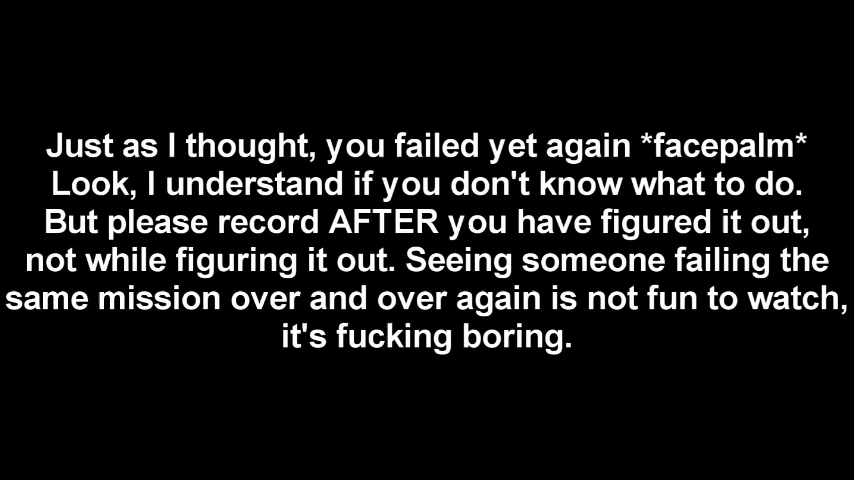 Just as I thought, you failed yet again *facepalm*
Look, I understand if you don't know what to do.
But please record AFTER you have figured it out,
not while figuring it out. Seeing someone failing the
same mission over and over again is not fun to watch,
it's fucking boring.